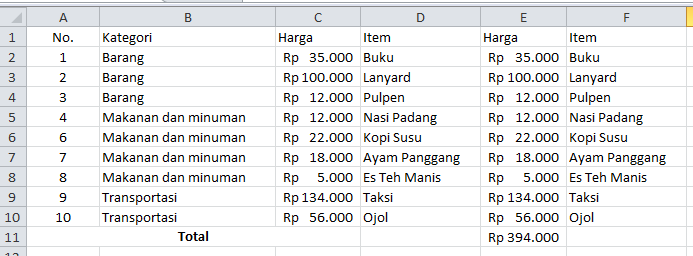 A B C D E F
1 No. Kategori Harga Item Harga Item
2 1 Barang Rp 35.000 Buku Rp 35.000 Buku
3 2 Barang Rp 100.000 Lanyard Rp 100.000 Lanyard
4 3 Barang Rp 12.000 Pulpen Rp 12.000 Pulpen
5 4 Makanan dan minuman Rp 12.000 Nasi Padang Rp 12.000 Nasi Padang
6 6 Makanan dan minuman Rp 22.000 Kopi Susu Rp 22.000 Kopi Susu
7 7 Makanan dan minuman Rp 18.000 Ayam Panggang Rp 18.000 Ayam Panggang
8 8 Makanan dan minuman Rp 5.000 Es Teh Manis Rp 5.000 Es Teh Manis
9 9 Transportasi Rp 134.000 Taksi Rp 134.000 Taksi
10 10 Transportasi Rp 56.000 Ojol Rp 56.000 Ojol
11 Total Rp 394.000